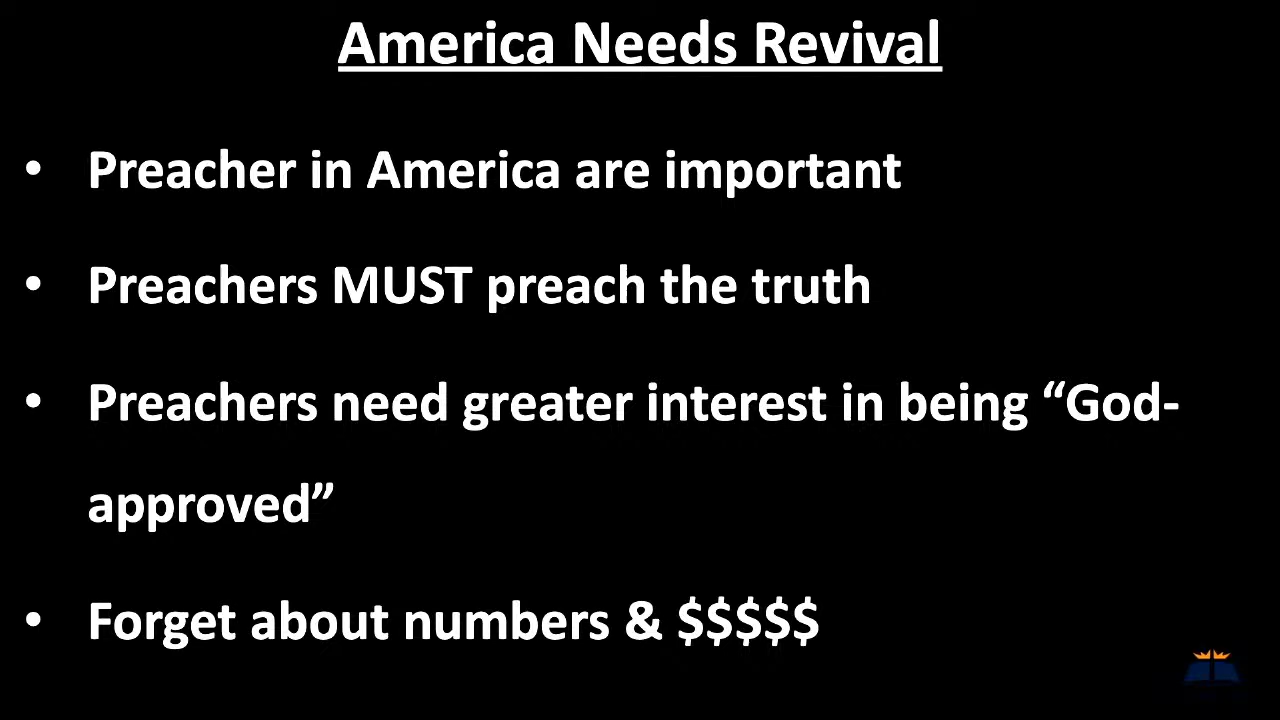 America Needs Revival
• Preacher in America are important
• Preachers MUST preach the truth
• Preachers need greater interest in being “God-
approved”
• Forget about numbers & $$$$$